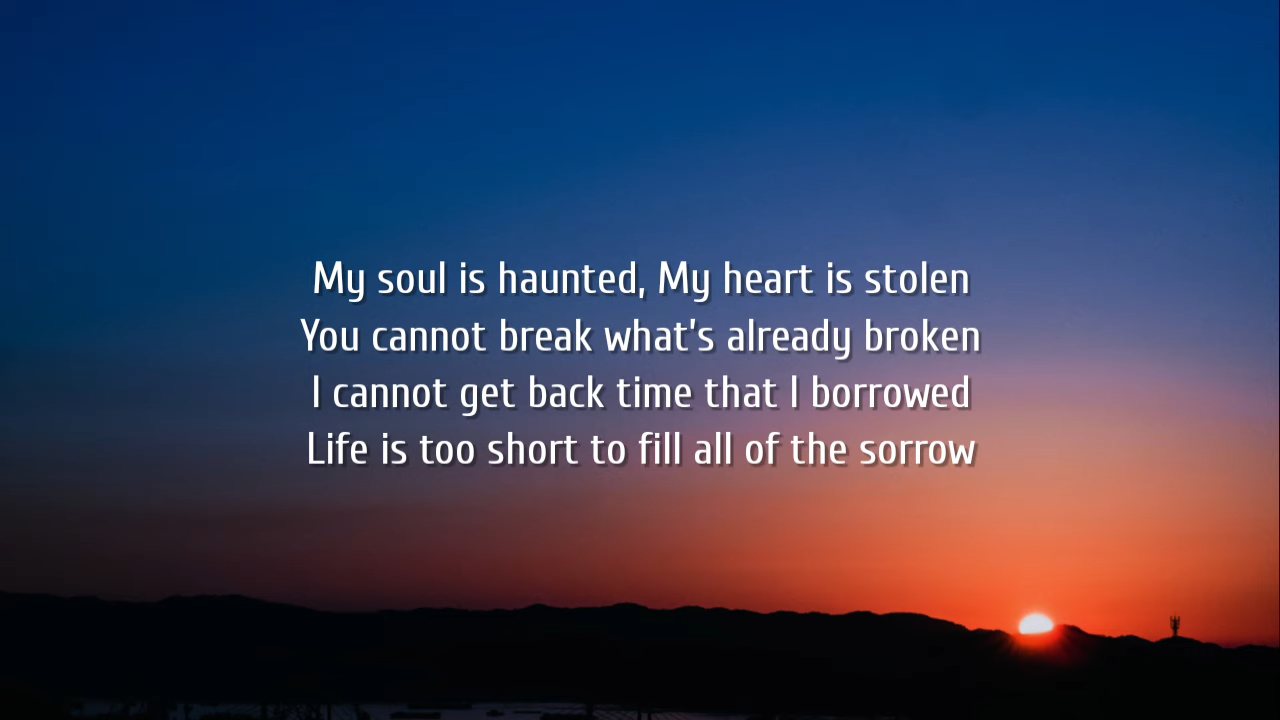 My soul is haunted, My heart is stolen
You cannot break what's already broken
I cannot get back time that I borrowed
Life is too short to fill all of the sorrow